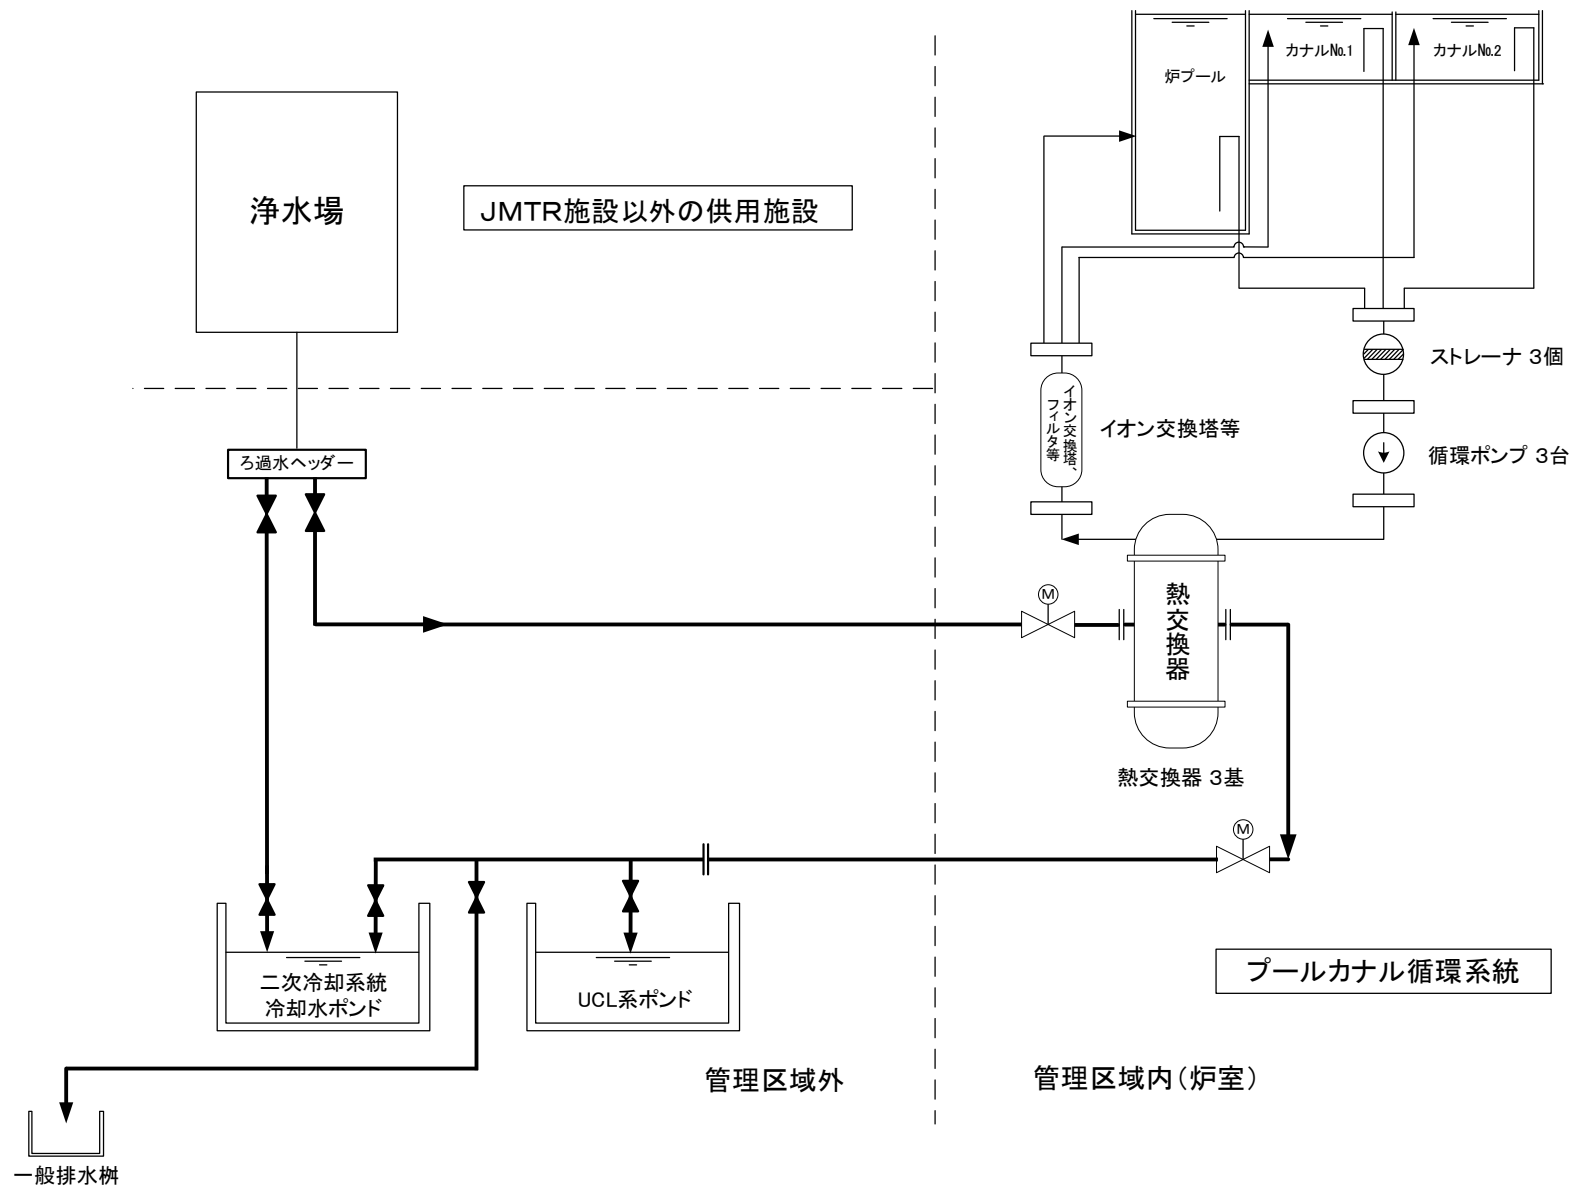 カナル№1
カナル№2
炉プール
浄水場
JMTR施設以外の供用施設
ストレーナ 3個
イオン交換塔、
フィルタ等
イオン交換塔等
循環ポンプ 3台
ろ過水ヘッダー
M
熱交換器
熱交換器 3基
M
プールカナル循環系統
二次冷却系統
冷却水ポンド
UCL系ポンド
管理区域外
管理区域内(炉室)
一般排水桝